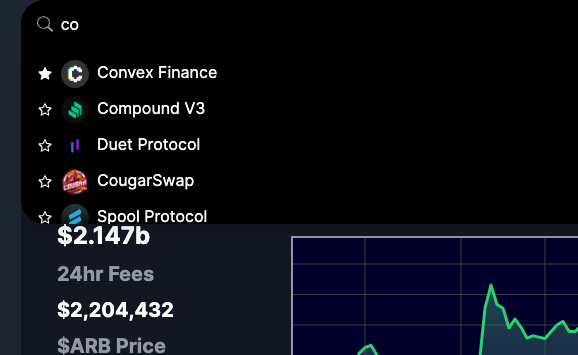 co
Convex Finance
Compound V3
Duet Protocol
CougarSwap
Spool Protocol
$2.147b
24hr Fees
$2,204,432
$ARB Price